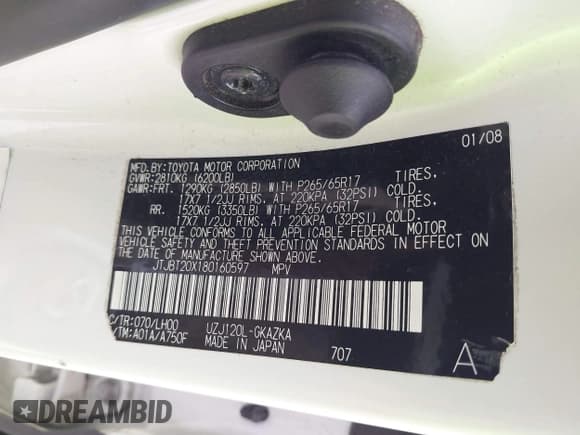 01/08
MFD.BY:TOYOTA MOTOR CORPORATION
GVWR:2810KG (6200LB)
GAWR:FRT. 1290KG (2850LB) WITH P265/65R17 TIRES,
17X7 1/2JJ RIMS, AT 220KPA (32PSI) COLD.
RR. 1520KG (3350LB) WITH P265/65R17 TIRES,
17X7 1/2JJ RIMS, AT 220KPA (32PSI) COLD.
THIS VEHICLE CONFORMS TO ALL APPLICABLE FEDERAL MOTOR
VEHICLE SAFETY AND THEFT PREVENTION STANDARDS IN EFFECT ON
THE DATE OF MANUFACTURE SHOWN ABOVE.
JTJBT20X180160597 MPV
C/TR:070/LH00 UZJ120L-GKAZKA
/TM:A01A/A750F MADE IN JAPAN 707 A
DREAMBID